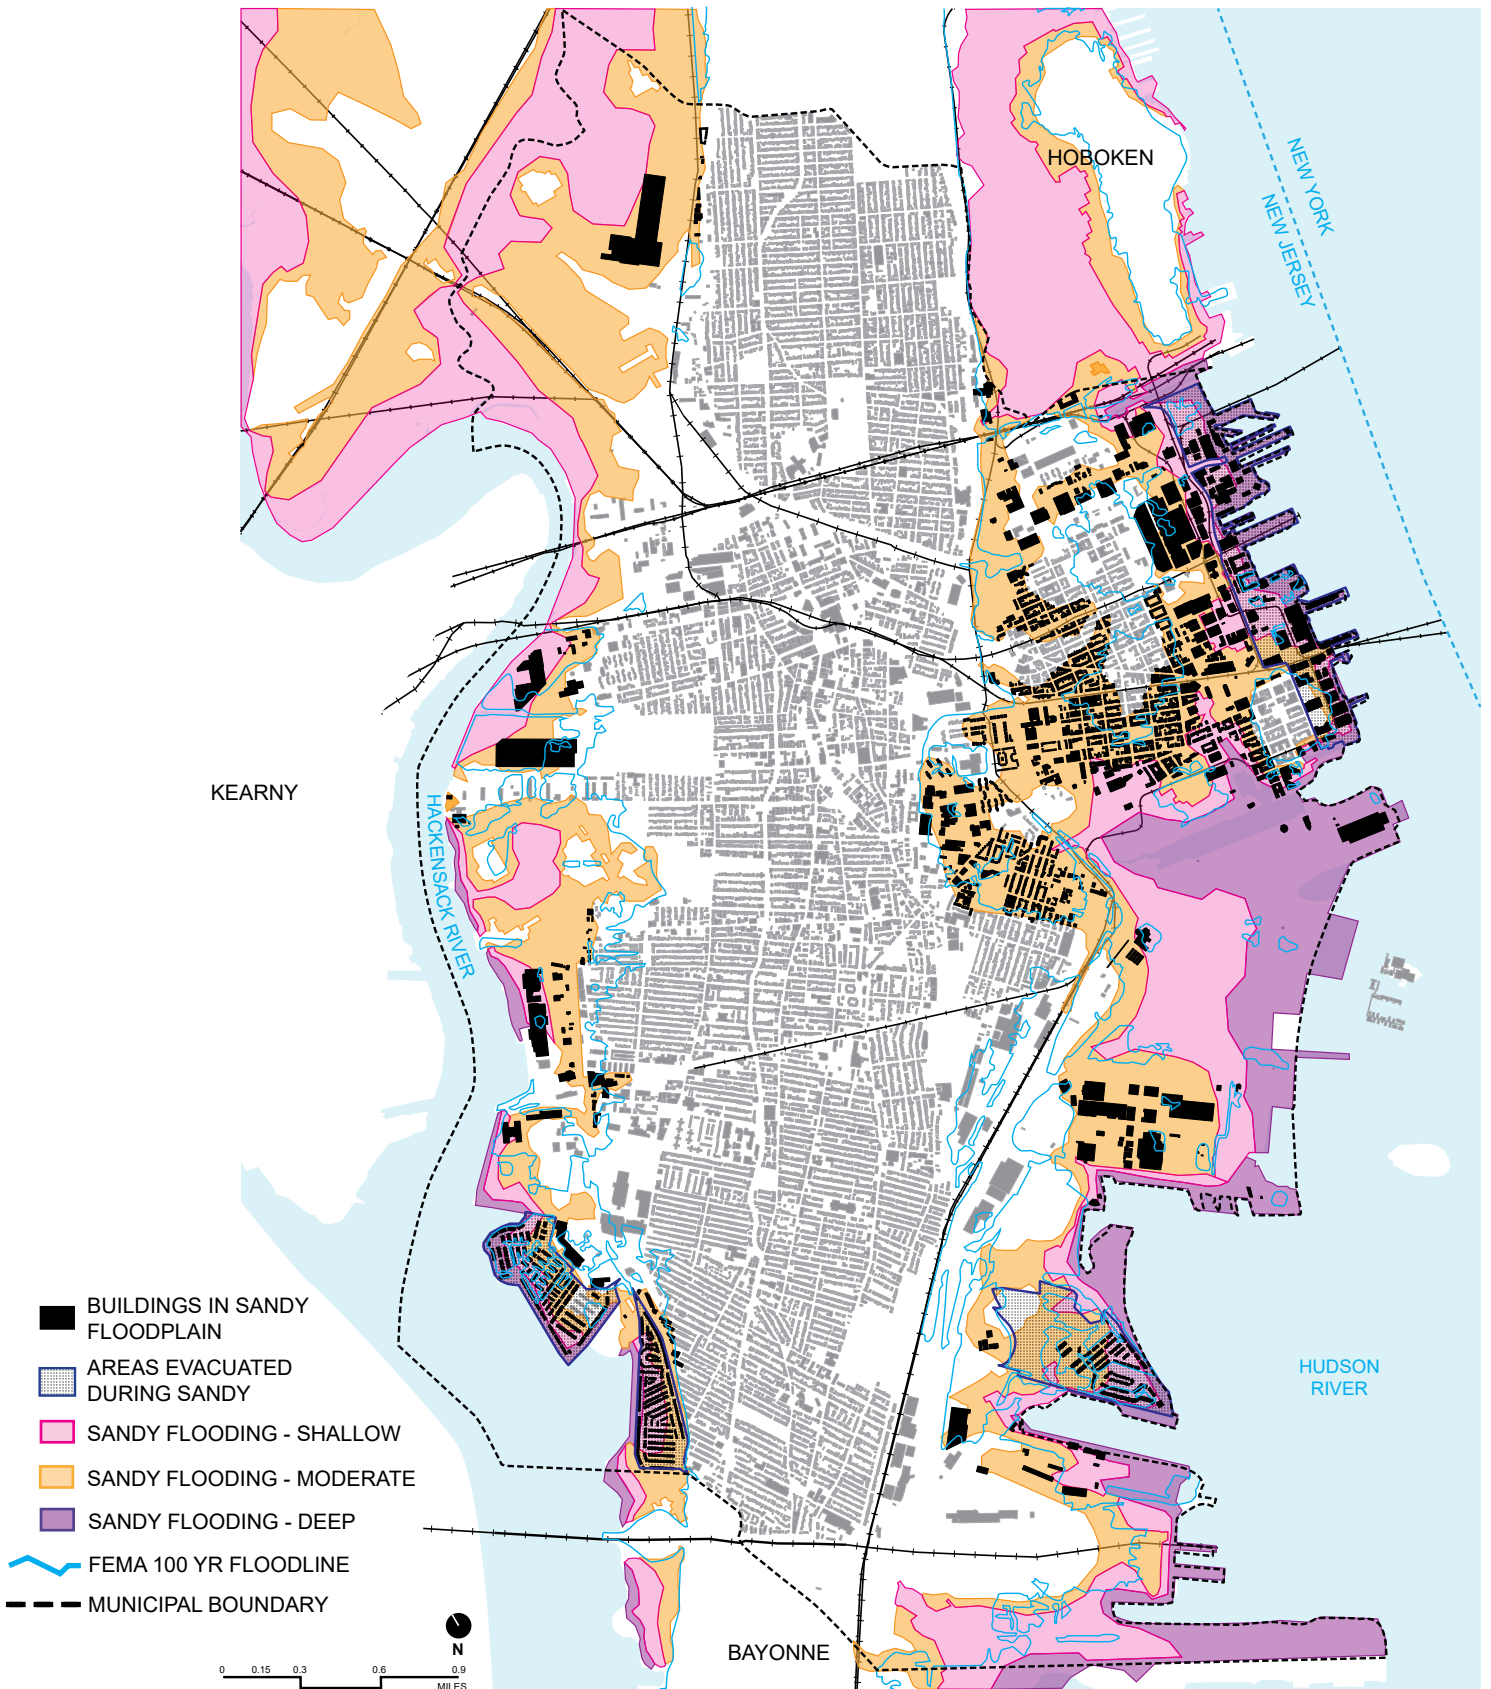 HOBOKEN
NEW YORK
NEW JERSEY
KEARNY
HACKENSACK RIVER
HUDSON
RIVER
BAYONNE
BUILDINGS IN SANDY
FLOODPLAIN
AREAS EVACUATED
DURING SANDY
SANDY FLOODING - SHALLOW
SANDY FLOODING - MODERATE
SANDY FLOODING - DEEP
FEMA 100 YR FLOODLINE
MUNICIPAL BOUNDARY
N
0 0.15 0.3 0.6 0.9
MILES